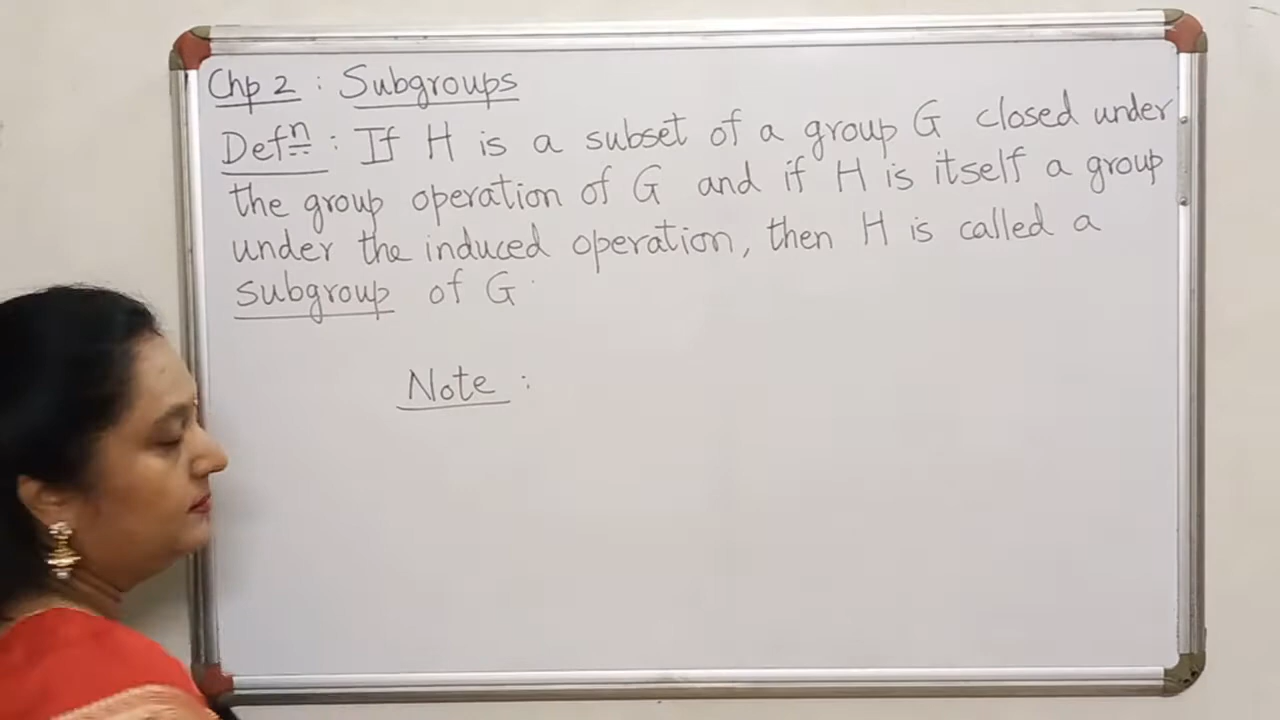 Chp 2 : Subgroups
Defn : If H is a subset of a group G closed under
the group operation of G and if H is itself a group
under the induced operation, then H is called a
subgroup of G.
Note :